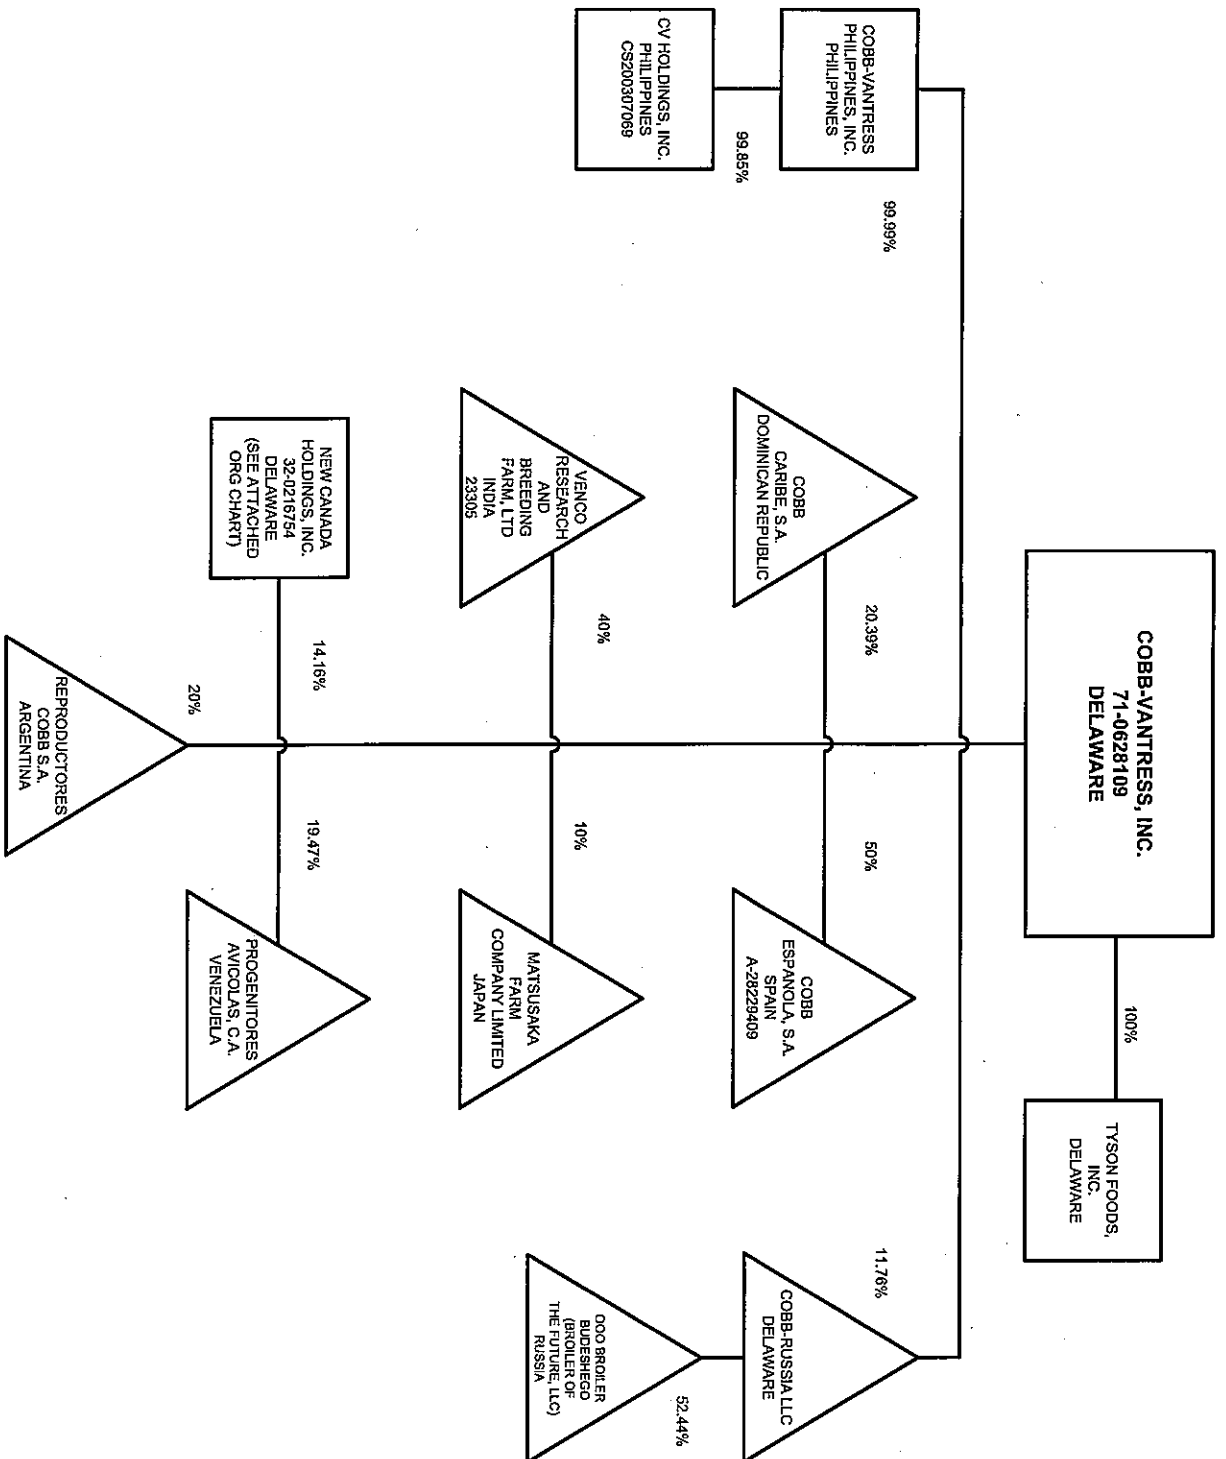 COBB-VANTRESS, INC.
71-0628109
DELAWARE
100%
TYSON FOODS,
INC.
DELAWARE
99.99%
COBB-VANTRESS
PHILIPPINES, INC.
PHILIPPINES
99.85%
CV HOLDINGS, INC.
PHILIPPINES
CS200307069
20.39%
COBB
CARIBE, S.A.
DOMINICAN REPUBLIC
50%
COBB
ESPANOLA, S.A.
SPAIN
A-28229409
11.76%
COBB-RUSSIA LLC
DELAWARE
52.44%
OOO BROILER
BUDESHEGO
(BROILER OF
THE FUTURE, LLC)
RUSSIA
40%
VENCO
RESEARCH
AND
BREEDING
FARM, LTD
INDIA
23305
10%
MATSUSAKA
FARM
COMPANY LIMITED
JAPAN
14.16%
NEW CANADA
HOLDINGS, INC.
32-0216754
DELAWARE
(SEE ATTACHED
ORG CHART)
19.47%
PROGENITORES
AVICOLAS, C.A.
VENEZUELA
20%
REPRODUCTORES
COBB S.A.
ARGENTINA